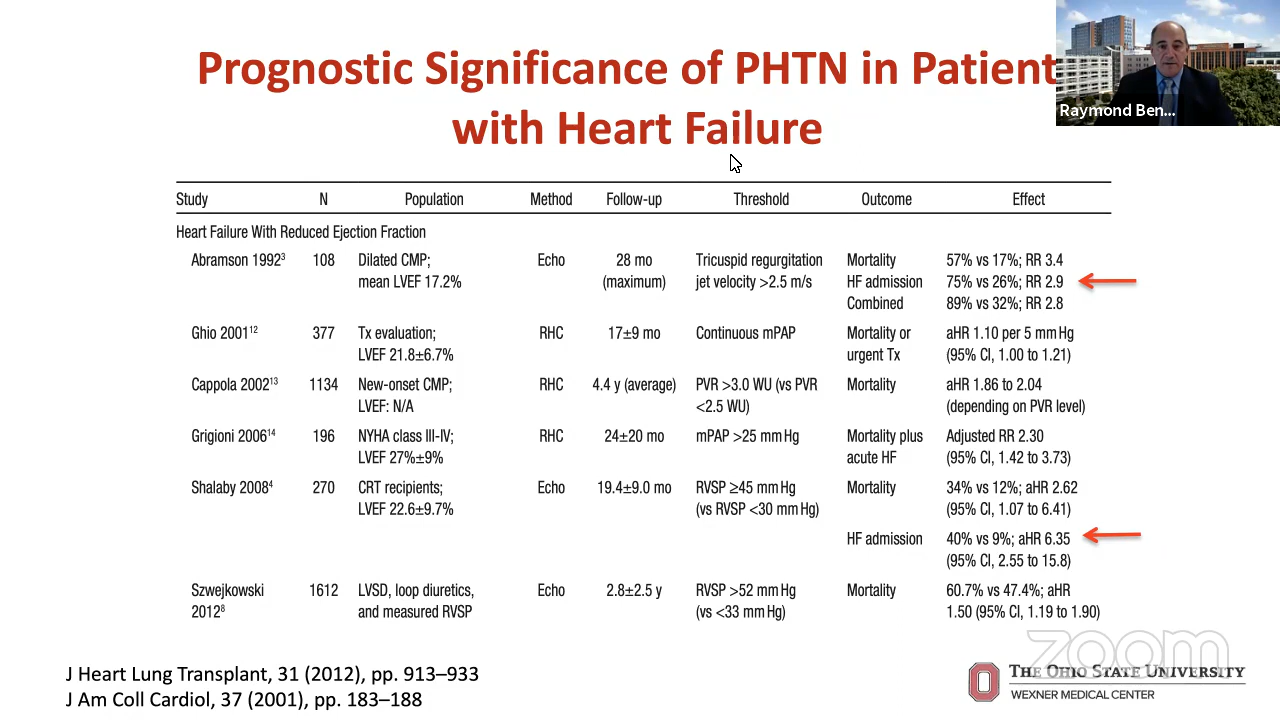 Prognostic Significance of PHTN in Patient
with Heart Failure
Raymond Ben...
Study N Population Method Follow-up Threshold Outcome Effect
Heart Failure With Reduced Ejection Fraction
Abramson 1992³ 108 Dilated CMP; Echo 28 mo Tricuspid regurgitation Mortality 57% vs 17%; RR 3.4
mean LVEF 17.2% (maximum) jet velocity >2.5 m/s HF admission 75% vs 26%; RR 2.9
Combined 89% vs 32%; RR 2.8
Ghio 2001¹² 377 Tx evaluation; RHC 17±9 mo Continuous mPAP Mortality or aHR 1.10 per 5 mm Hg
LVEF 21.8±6.7% urgent Tx (95% CI, 1.00 to 1.21)
Cappola 2002¹³ 1134 New-onset CMP; RHC 4.4 y (average) PVR >3.0 WU (vs PVR Mortality aHR 1.86 to 2.04
LVEF: N/A <2.5 WU) (depending on PVR level)
Grigioni 2006¹⁴ 196 NYHA class III-IV; RHC 24±20 mo mPAP >25 mm Hg Mortality plus Adjusted RR 2.30
LVEF 27%±9% acute HF (95% CI, 1.42 to 3.73)
Shalaby 2008⁴ 270 CRT recipients; Echo 19.4±9.0 mo RVSP ≥45 mm Hg Mortality 34% vs 12%; aHR 2.62
LVEF 22.6±9.7% (vs RVSP <30 mm Hg) (95% CI, 1.07 to 6.41)
HF admission 40% vs 9%; aHR 6.35
(95% CI, 2.55 to 15.8)
Szwejkowski 1612 LVSD, loop diuretics, Echo 2.8±2.5 y RVSP >52 mm Hg Mortality 60.7% vs 47.4%; aHR
2012⁸ and measured RVSP (vs <33 mm Hg) 1.50 (95% CI, 1.19 to 1.90)
zoom
J Heart Lung Transplant, 31 (2012), pp. 913–933
J Am Coll Cardiol, 37 (2001), pp. 183–188
THE OHIO STATE UNIVERSITY
WEXNER MEDICAL CENTER